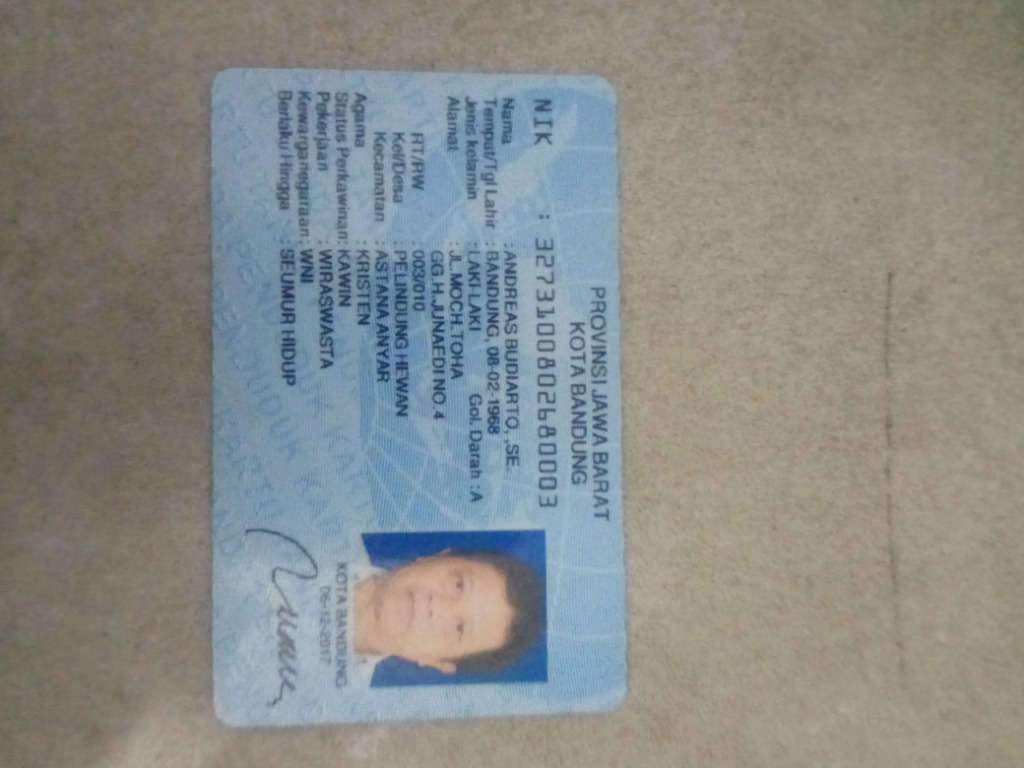 PROVINSI JAWA BARAT
KOTA BANDUNG
NIK : 3273100802680003
Nama : ANDREAS BUDIARTO, ,SE
Tempat/Tgl Lahir : BANDUNG, 08-02-1968
Jenis kelamin : LAKI-LAKI Gol. Darah : A
Alamat : JL.MOCH.TOHA
GG.H.JUNAEDI NO.4
RT/RW : 003/010
Kel/Desa : PELINDUNG HEWAN
Kecamatan : ASTANA ANYAR
Agama : KRISTEN
Status Perkawinan: KAWIN
Pekerjaan : WIRASWASTA
Kewarganegaraan: WNI
Berlaku Hingga : SEUMUR HIDUP
KOTA BANDUNG
06-12-2017